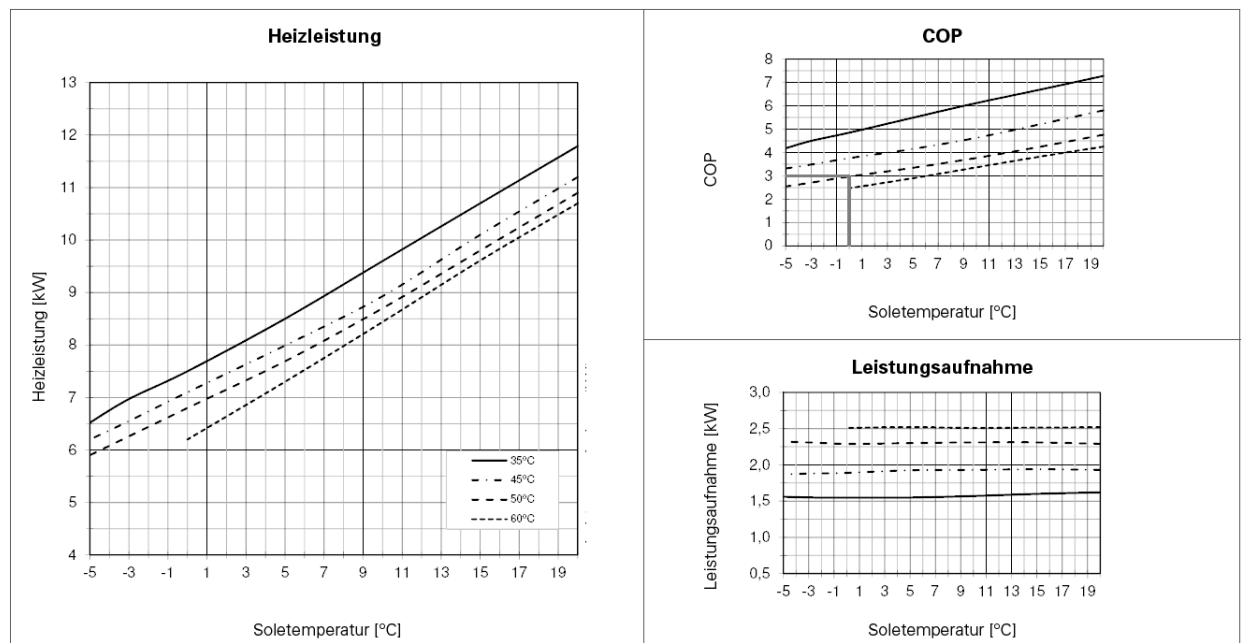 Heizleistung
13
12
11
10
9
8
7
6
5
4
Heizleistung [kW]
-5 -3 -1 1 3 5 7 9 11 13 15 17 19
Soletemperatur [°C]
35°C
45°C
50°C
60°C
COP
8
7
6
5
4
3
2
1
0
COP
-5 -3 -1 1 3 5 7 9 11 13 15 17 19
Soletemperatur [°C]
Leistungsaufnahme
3,0
2,5
2,0
1,5
1,0
0,5
Leistungsaufnahme [kW]
-5 -3 -1 1 3 5 7 9 11 13 15 17 19
Soletemperatur [°C]